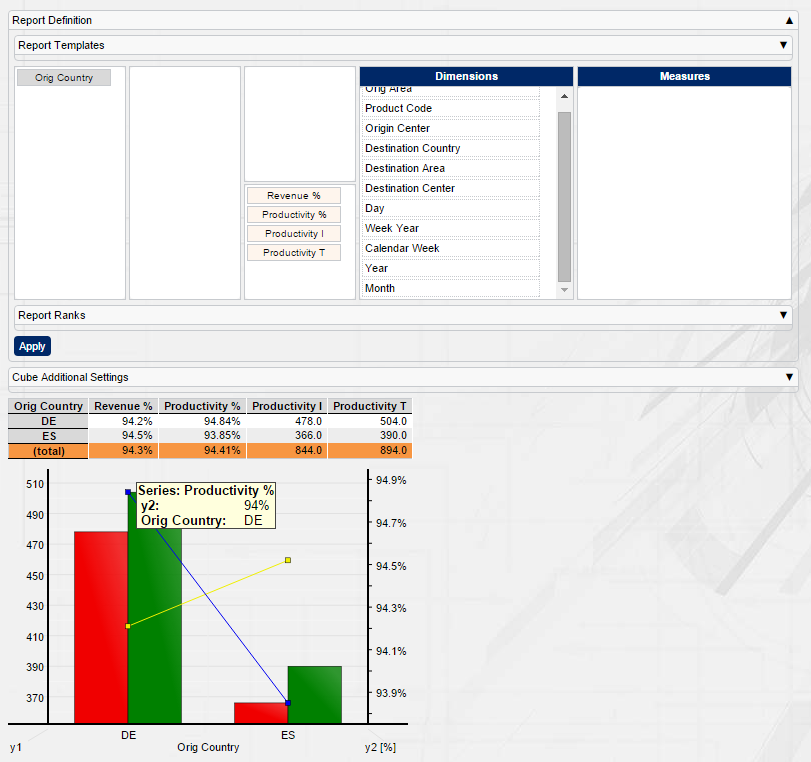 Report Definition ▲
Report Templates ▼
Orig Country
Revenue %
Productivity %
Productivity I
Productivity T
Dimensions
Orig Area
Product Code
Origin Center
Destination Country
Destination Area
Destination Center
Day
Week Year
Calendar Week
Year
Month
Measures
Report Ranks ▼
Apply
Cube Additional Settings ▼
Orig Country Revenue % Productivity % Productivity I Productivity T
DE 94.2% 94.84% 478.0 504.0
ES 94.5% 93.85% 366.0 390.0
(total) 94.3% 94.41% 844.0 894.0
510
490
470
450
430
410
390
370
Series: Productivity %
y2: 94%
Orig Country: DE
94.9%
94.7%
94.5%
94.3%
94.1%
93.9%
DE ES
y1 Orig Country y2 [%]